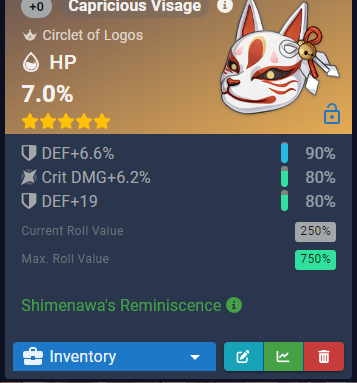 +0 Capricious Visage
Circlet of Logos
HP
7.0%
DEF+6.6% 90%
Crit DMG+6.2% 80%
DEF+19 80%
Current Roll Value 250%
Max. Roll Value 750%
Shimenawa's Reminiscence
Inventory